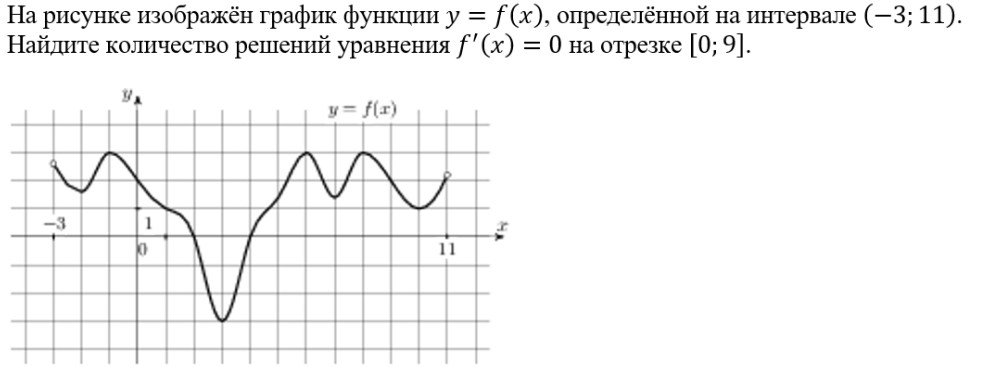 На рисунке изображён график функции y = f(x), определённой на интервале (−3; 11).
Найдите количество решений уравнения f′(x) = 0 на отрезке [0; 9].
y
y = f(x)
−3
1
x
0
11